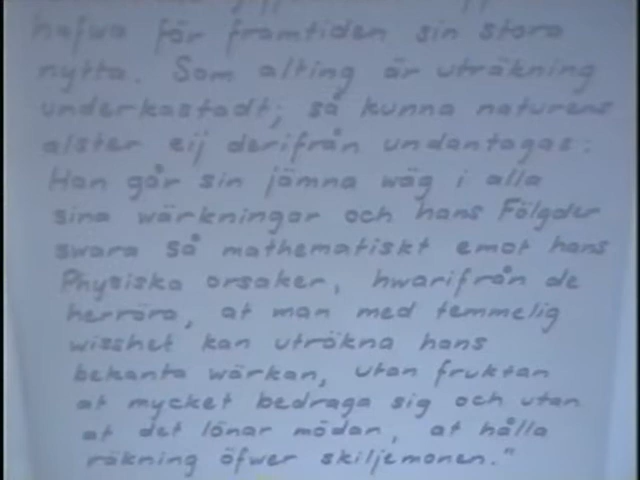 hafwa för framtiden sin stora
nytta. Som alting är uträkning
underkastadt; så kunna naturens
alster eij derifrån undantagas:
Han går sin jämna wäg i alla
sina wärkningar och hans Fölgder
swara så mathematiskt emot hans
Physiska orsaker, hwarifrån de
herröra, at man med temmelig
wisshet kan uträkna hans
bekanta wärkan, utan fruktan
at mycket bedraga sig och utan
at det lönar mödan, at hålla
räkning öfwer skiljemonen."